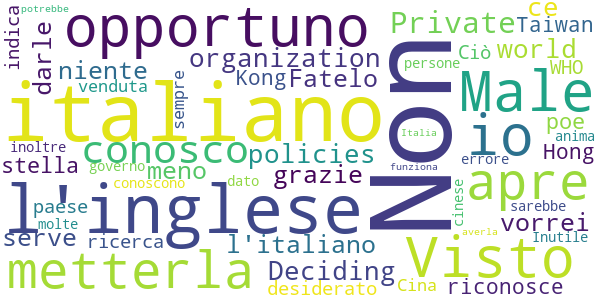 potrebbe
indica
darle
opportuno
niente
venduta
sempre
organization
Kong
Fatelo
italiano
conosco
policies
inoltre
stella
governo
meno
conoscono
dato
grazie
l'inglese
paese
molte
serve
ricerca
l'italiano
metterla
Deciding
desiderato
Non
Italia
funziona
Private
ce
Taiwan
Ciò
world
persone
WHO
Male
poe
io
Hong
anima
errore
apre
cinese
sarebbe
vorrei
Inutile
averla
Visto
Cina
riconosce